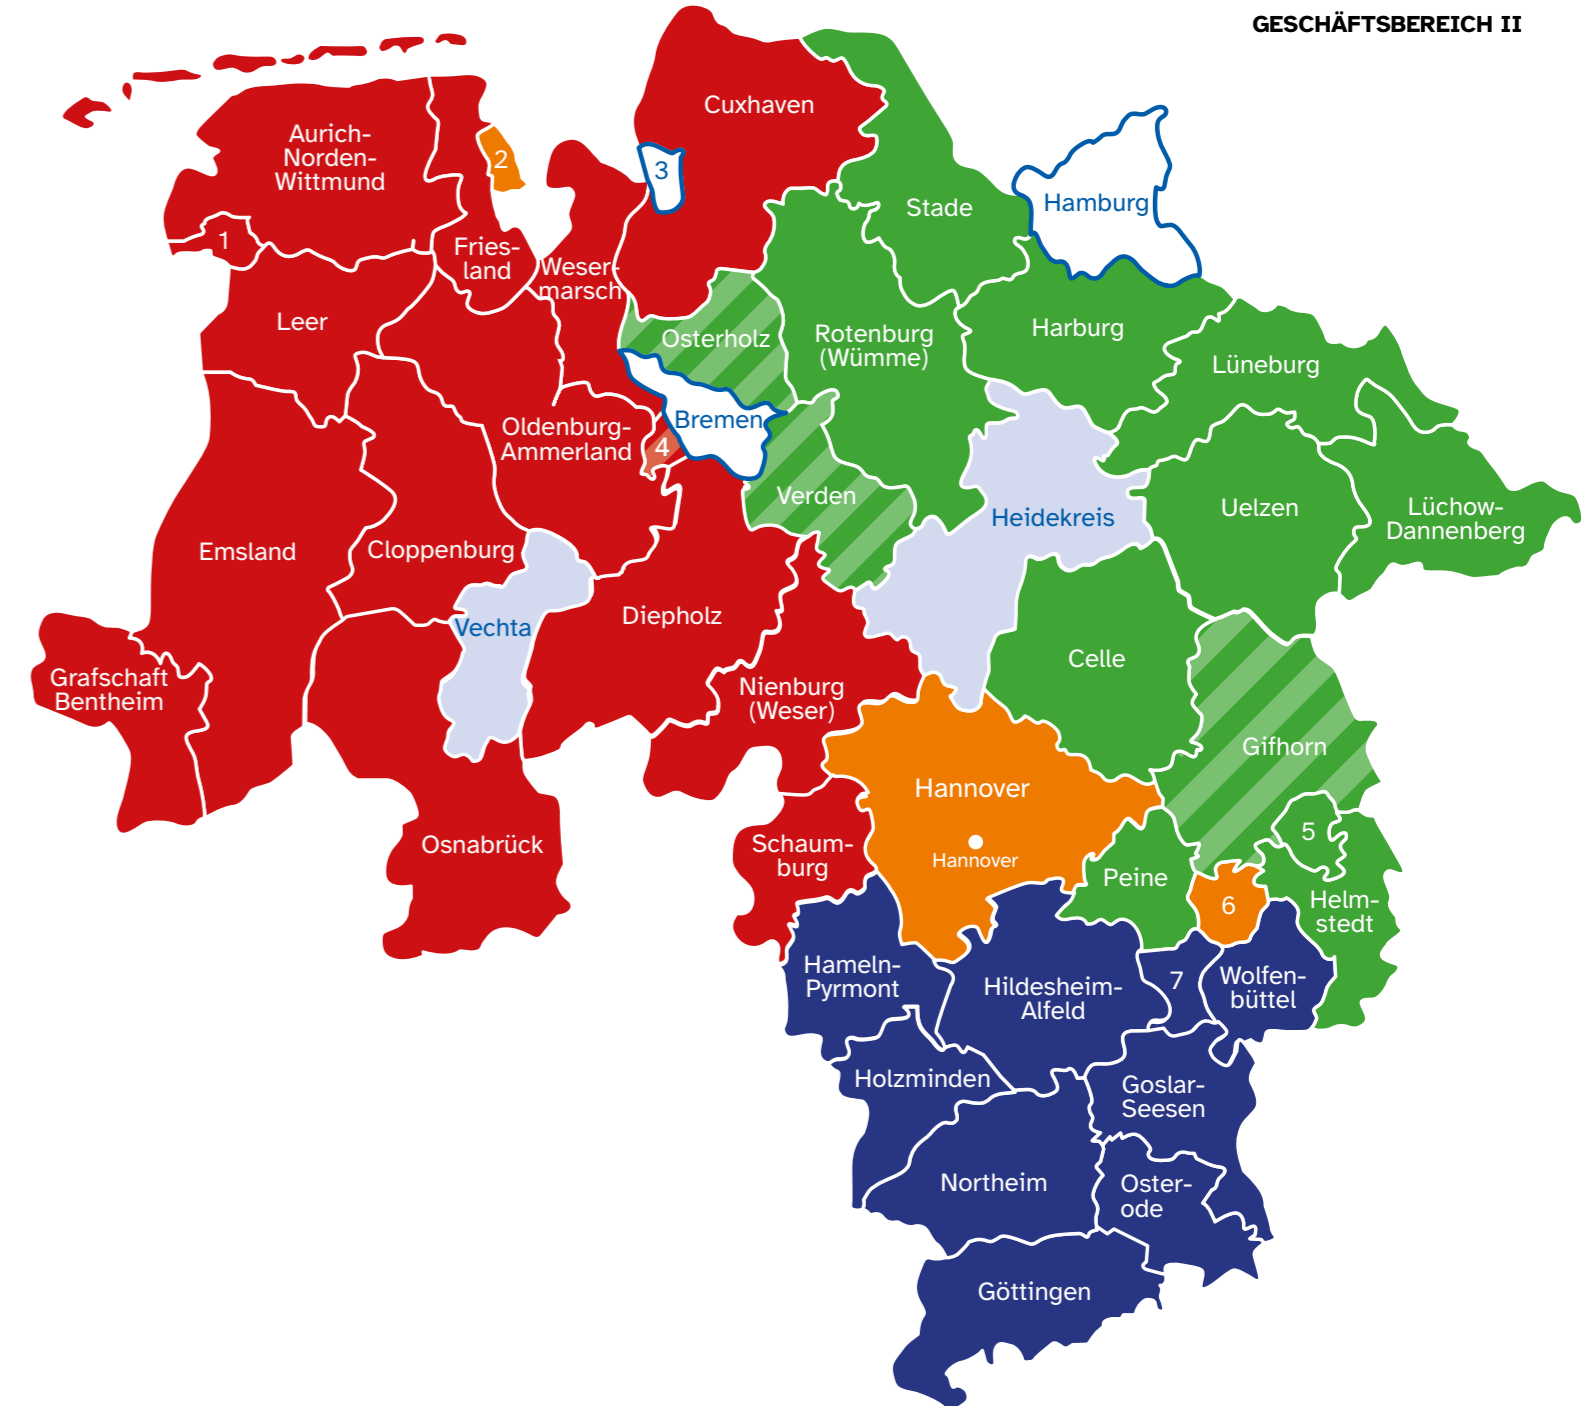 GESCHÄFTSBEREICH II
Cuxhaven
Aurich-
Norden-
Wittmund
2
3
Hamburg
Stade
1
Fries-
land
Weser-
marsch
Leer
Osterholz
Rotenburg
(Wümme)
Harburg
Lüneburg
Bremen
Oldenburg-
Ammerland
4
Verden
Heidekreis
Uelzen
Lüchow-
Dannenberg
Emsland
Cloppenburg
Vechta
Diepholz
Celle
Grafschaft
Bentheim
Nienburg
(Weser)
Gifhorn
Hannover
Hannover
5
Osnabrück
Schaum-
burg
Peine
6
Helm-
stedt
Hameln-
Pyrmont
Hildesheim-
Alfeld
7
Wolfen-
büttel
Holzminden
Goslar-
Seesen
Northeim
Oster-
ode
Göttingen